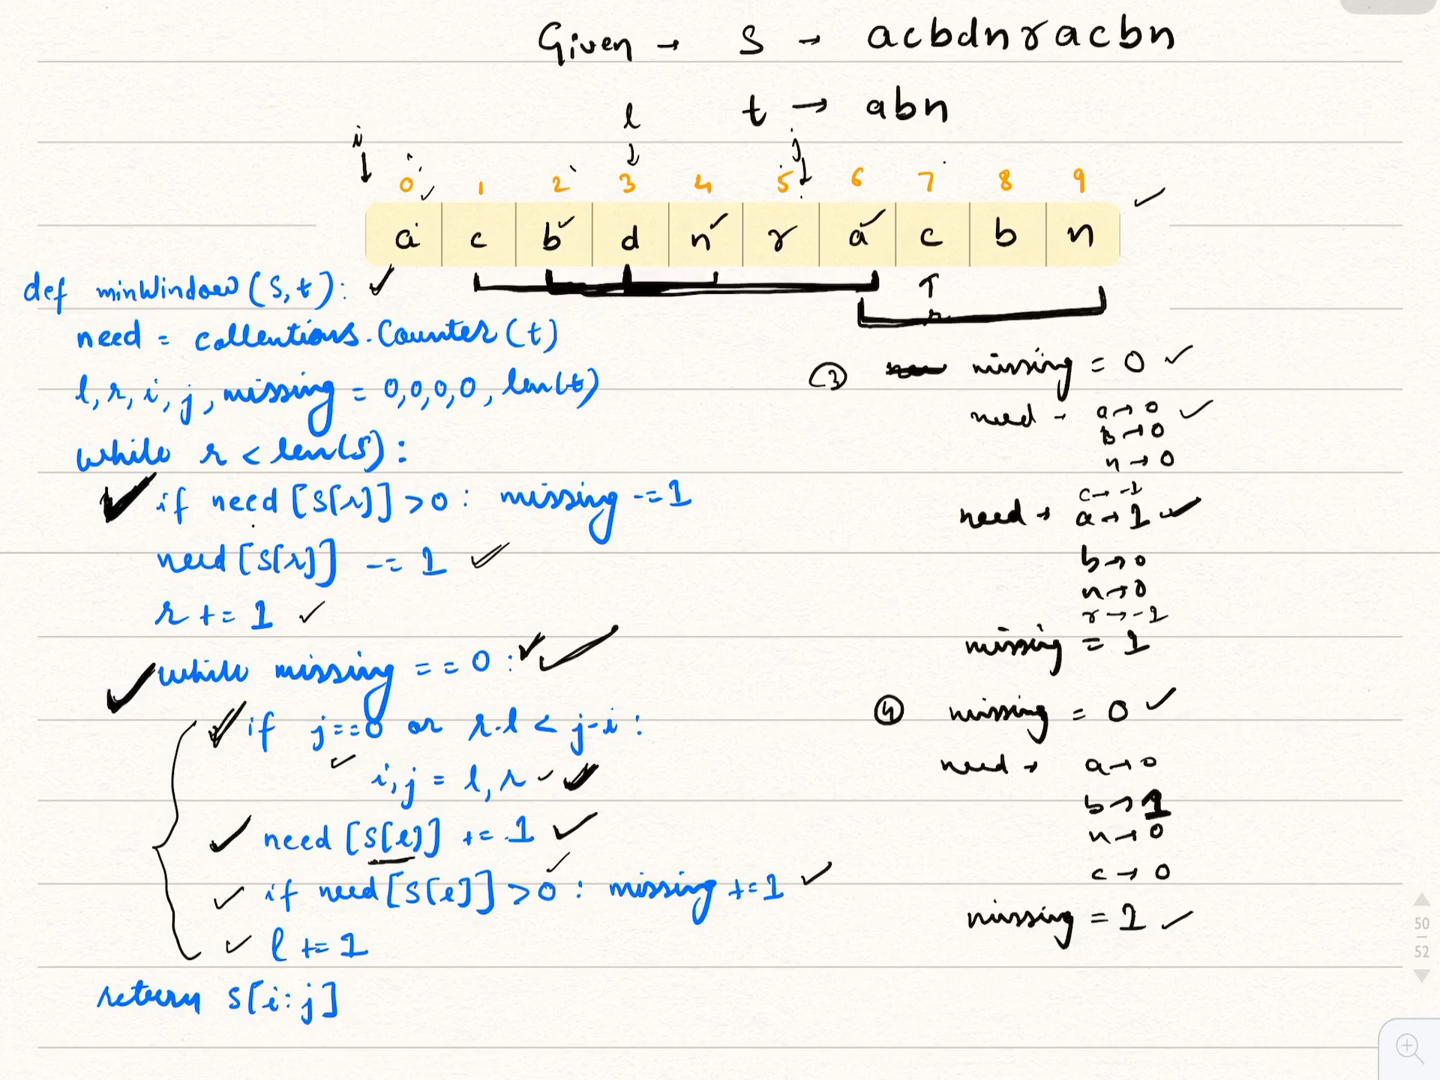 Given → S → acbdnracbn
t → abn
l
i
j
0 1 2 3 4 5 6 7 8 9
a c b d n r a c b n
def minWindow(S,t):
need = collentions.Counter(t)
l, r, i, j, missing = 0,0,0,0, len(t)
while r < len(S):
if need[S[r]] > 0: missing -= 1
need[S[r]] -= 1
r += 1
while missing == 0:
if j==0 or r-l < j-i:
i,j = l, r
need[S[l]] += 1
if need[S[l]] > 0: missing += 1
l += 1
return S[i:j]
③ missing = 0
need → a → 0
B → 0
n → 0
c → -1
need → a → 1
b → 0
n → 0
r → -1
missing = 1
④ missing = 0
need → a → 0
b → 1
n → 0
c → 0
missing = 1
50
52